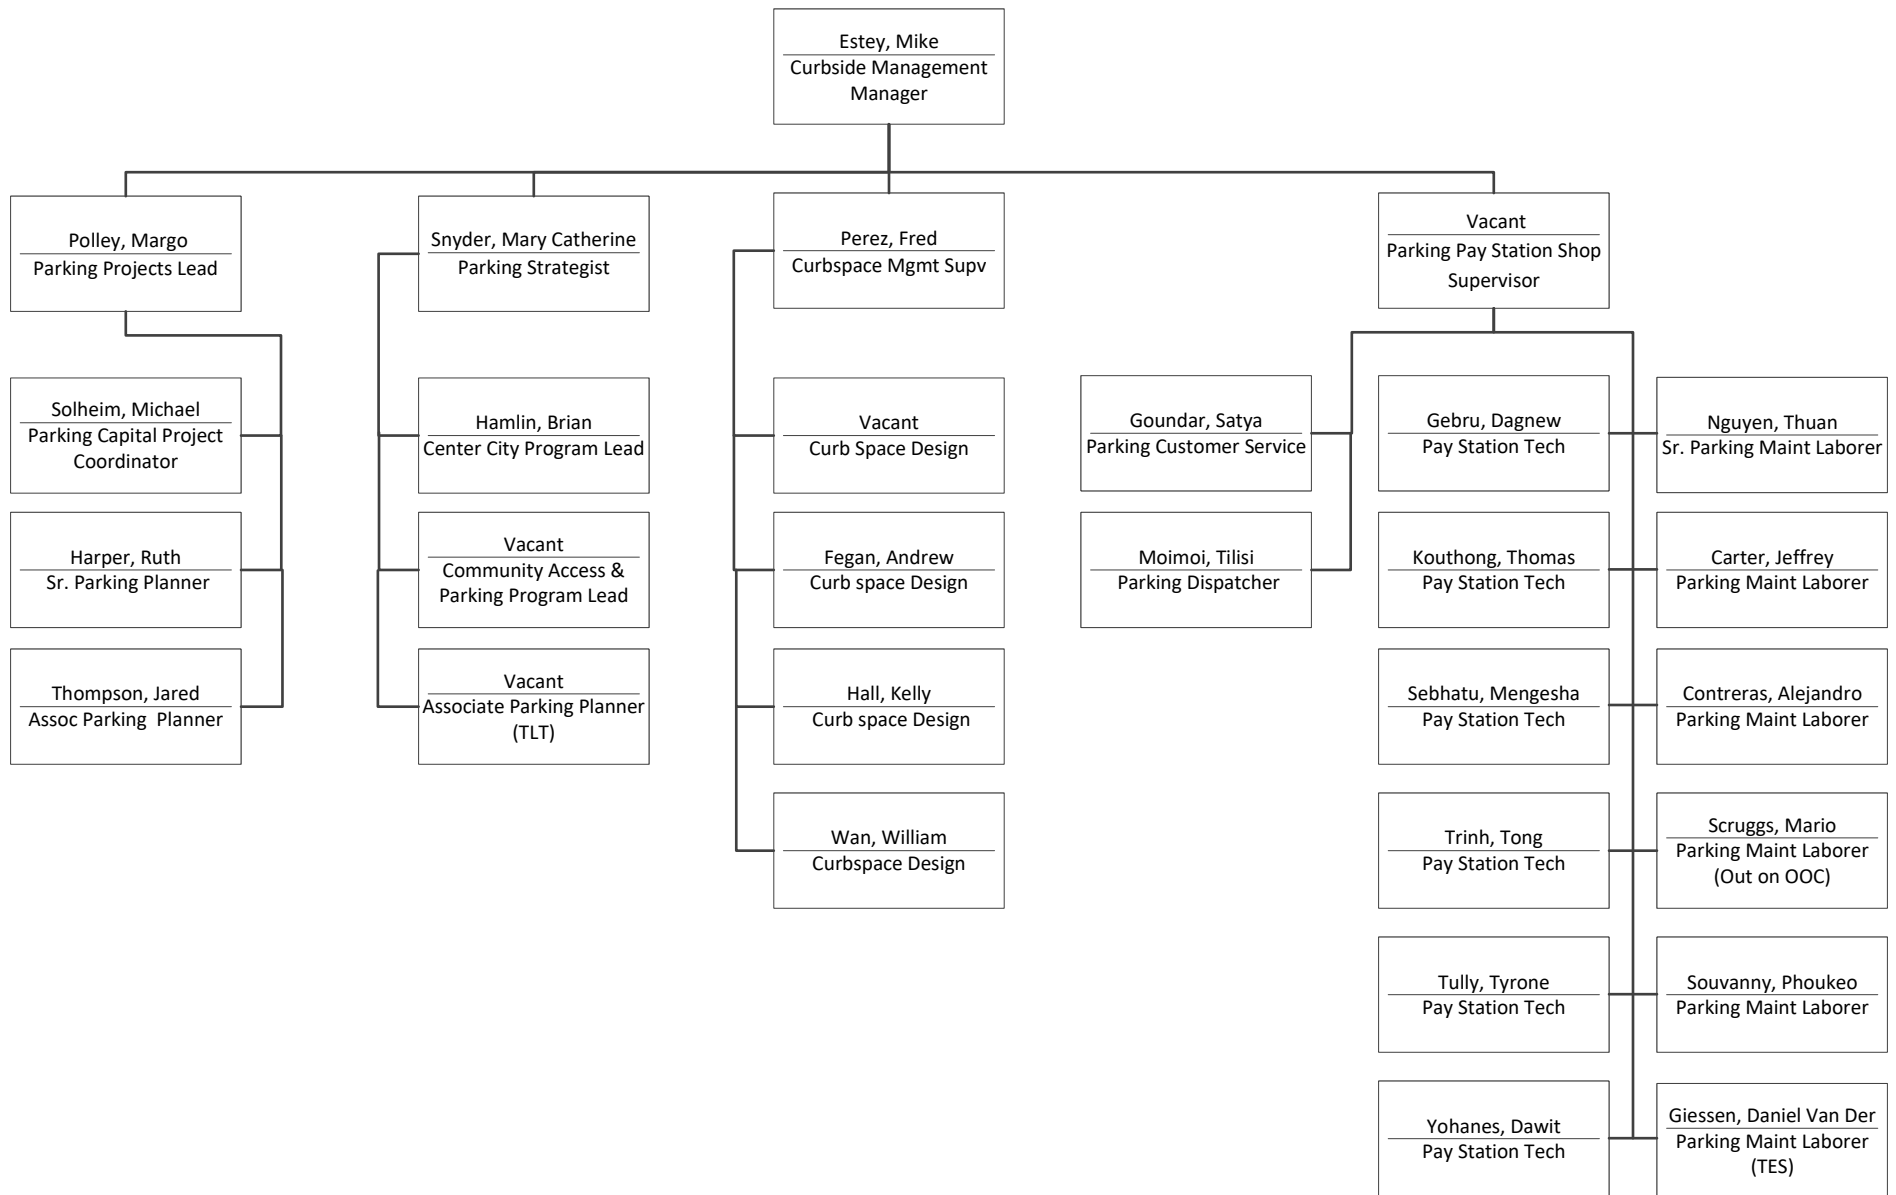 Estey, Mike
Curbside Management
Manager
Polley, Margo
Parking Projects Lead
Snyder, Mary Catherine
Parking Strategist
Perez, Fred
Curbspace Mgmt Supv
Vacant
Parking Pay Station Shop
Supervisor
Solheim, Michael
Parking Capital Project
Coordinator
Hamlin, Brian
Center City Program Lead
Vacant
Curb Space Design
Goundar, Satya
Parking Customer Service
Gebru, Dagnew
Pay Station Tech
Nguyen, Thuan
Sr. Parking Maint Laborer
Harper, Ruth
Sr. Parking Planner
Vacant
Community Access &
Parking Program Lead
Fegan, Andrew
Curb space Design
Moimoi, Tilisi
Parking Dispatcher
Kouthong, Thomas
Pay Station Tech
Carter, Jeffrey
Parking Maint Laborer
Thompson, Jared
Assoc Parking  Planner
Vacant
Associate Parking Planner
(TLT)
Hall, Kelly
Curb space Design
Sebhatu, Mengesha
Pay Station Tech
Contreras, Alejandro
Parking Maint Laborer
Wan, William
Curbspace Design
Trinh, Tong
Pay Station Tech
Scruggs, Mario
Parking Maint Laborer
(Out on OOC)
Tully, Tyrone
Pay Station Tech
Souvanny, Phoukeo
Parking Maint Laborer
Yohanes, Dawit
Pay Station Tech
Giessen, Daniel Van Der
Parking Maint Laborer
(TES)